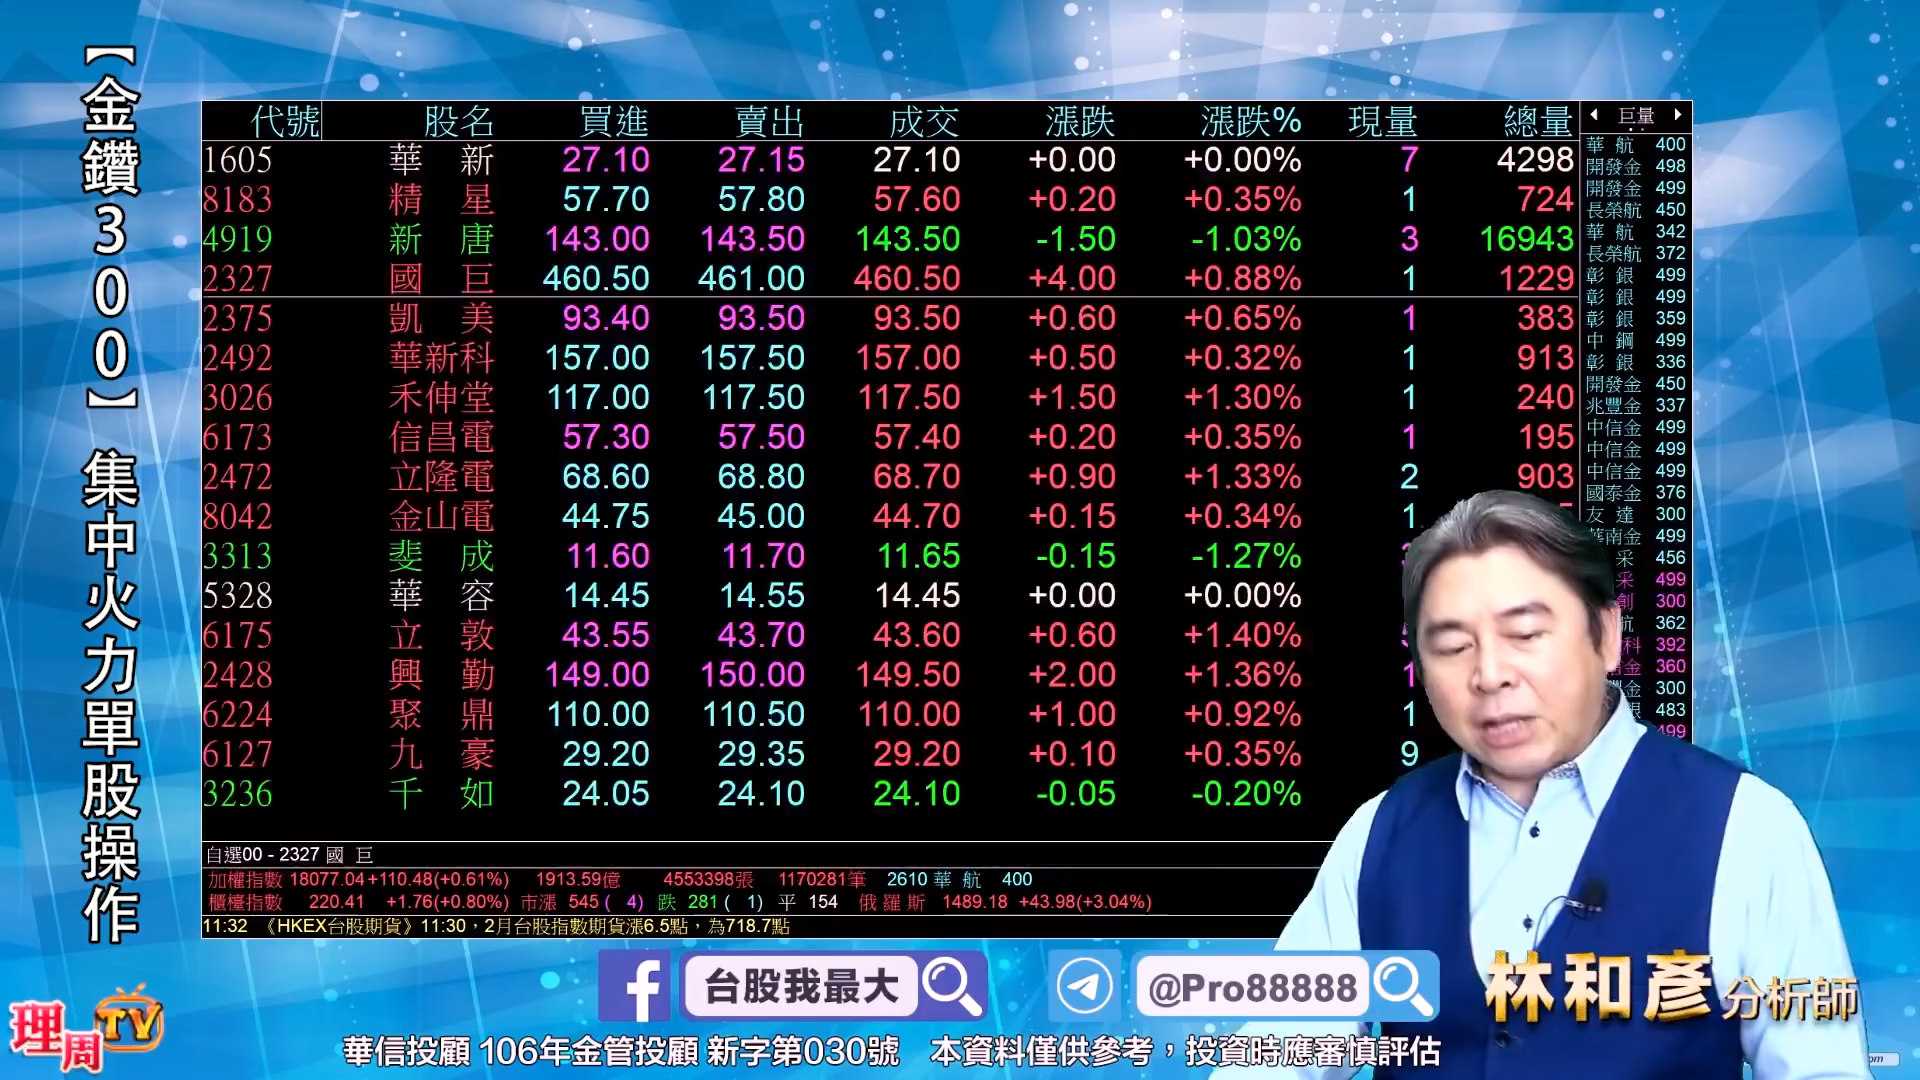 【金鑽300】集中火力單股操作
代號 股名 買進 賣出 成交 漲跌 漲跌% 現量 總量
1605 華新 27.10 27.15 27.10 +0.00 +0.00% 7 4298
8183 精星 57.70 57.80 57.60 +0.20 +0.35% 1 724
4919 新唐 143.00 143.50 143.50 -1.50 -1.03% 3 16943
2327 國巨 460.50 461.00 460.50 +4.00 +0.88% 1 1229
2375 凱美 93.40 93.50 93.50 +0.60 +0.65% 1 383
2492 華新科 157.00 157.50 157.00 +0.50 +0.32% 1 913
3026 禾伸堂 117.00 117.50 117.50 +1.50 +1.30% 1 240
6173 信昌電 57.30 57.50 57.40 +0.20 +0.35% 1 195
2472 立隆電 68.60 68.80 68.70 +0.90 +1.33% 2 903
8042 金山電 44.75 45.00 44.70 +0.15 +0.34% 1
3313 斐成 11.60 11.70 11.65 -0.15 -1.27%
5328 華容 14.45 14.55 14.45 +0.00 +0.00%
6175 立敦 43.55 43.70 43.60 +0.60 +1.40%
2428 興勤 149.00 150.00 149.50 +2.00 +1.36% 1
6224 聚鼎 110.00 110.50 110.00 +1.00 +0.92% 1
6127 九豪 29.20 29.35 29.20 +0.10 +0.35% 9
3236 千如 24.05 24.10 24.10 -0.05 -0.20%
巨量
華航 400
開發金 498
開發金 499
長榮航 450
華航 342
長榮航 372
彰銀 499
彰銀 499
彰銀 359
中鋼 499
彰銀 336
開發金 450
兆豐金 337
中信金 499
中信金 499
中信金 499
國泰金 376
友達 300
華南金 499
采 456
采 499
創 300
航 362
科 392
金 360
金 300
銀 483
499
自選00 - 2327 國巨
加權指數 18077.04 +110.48(+0.61%) 1913.59億 4553398張 1170281筆 2610 華航 400
櫃檯指數 220.41 +1.76(+0.80%) 市漲 545 ( 4) 跌 281 ( 1) 平 154 俄羅斯 1489.18 +43.98(+3.04%)
11:32 《HKEX台股期貨》11:30，2月台股指數期貨漲6.5點，為718.7點
台股我最大
@Pro88888
林和彥 分析師
理周TV
華信投顧 106年金管投顧 新字第030號 本資料僅供參考，投資時應審慎評估